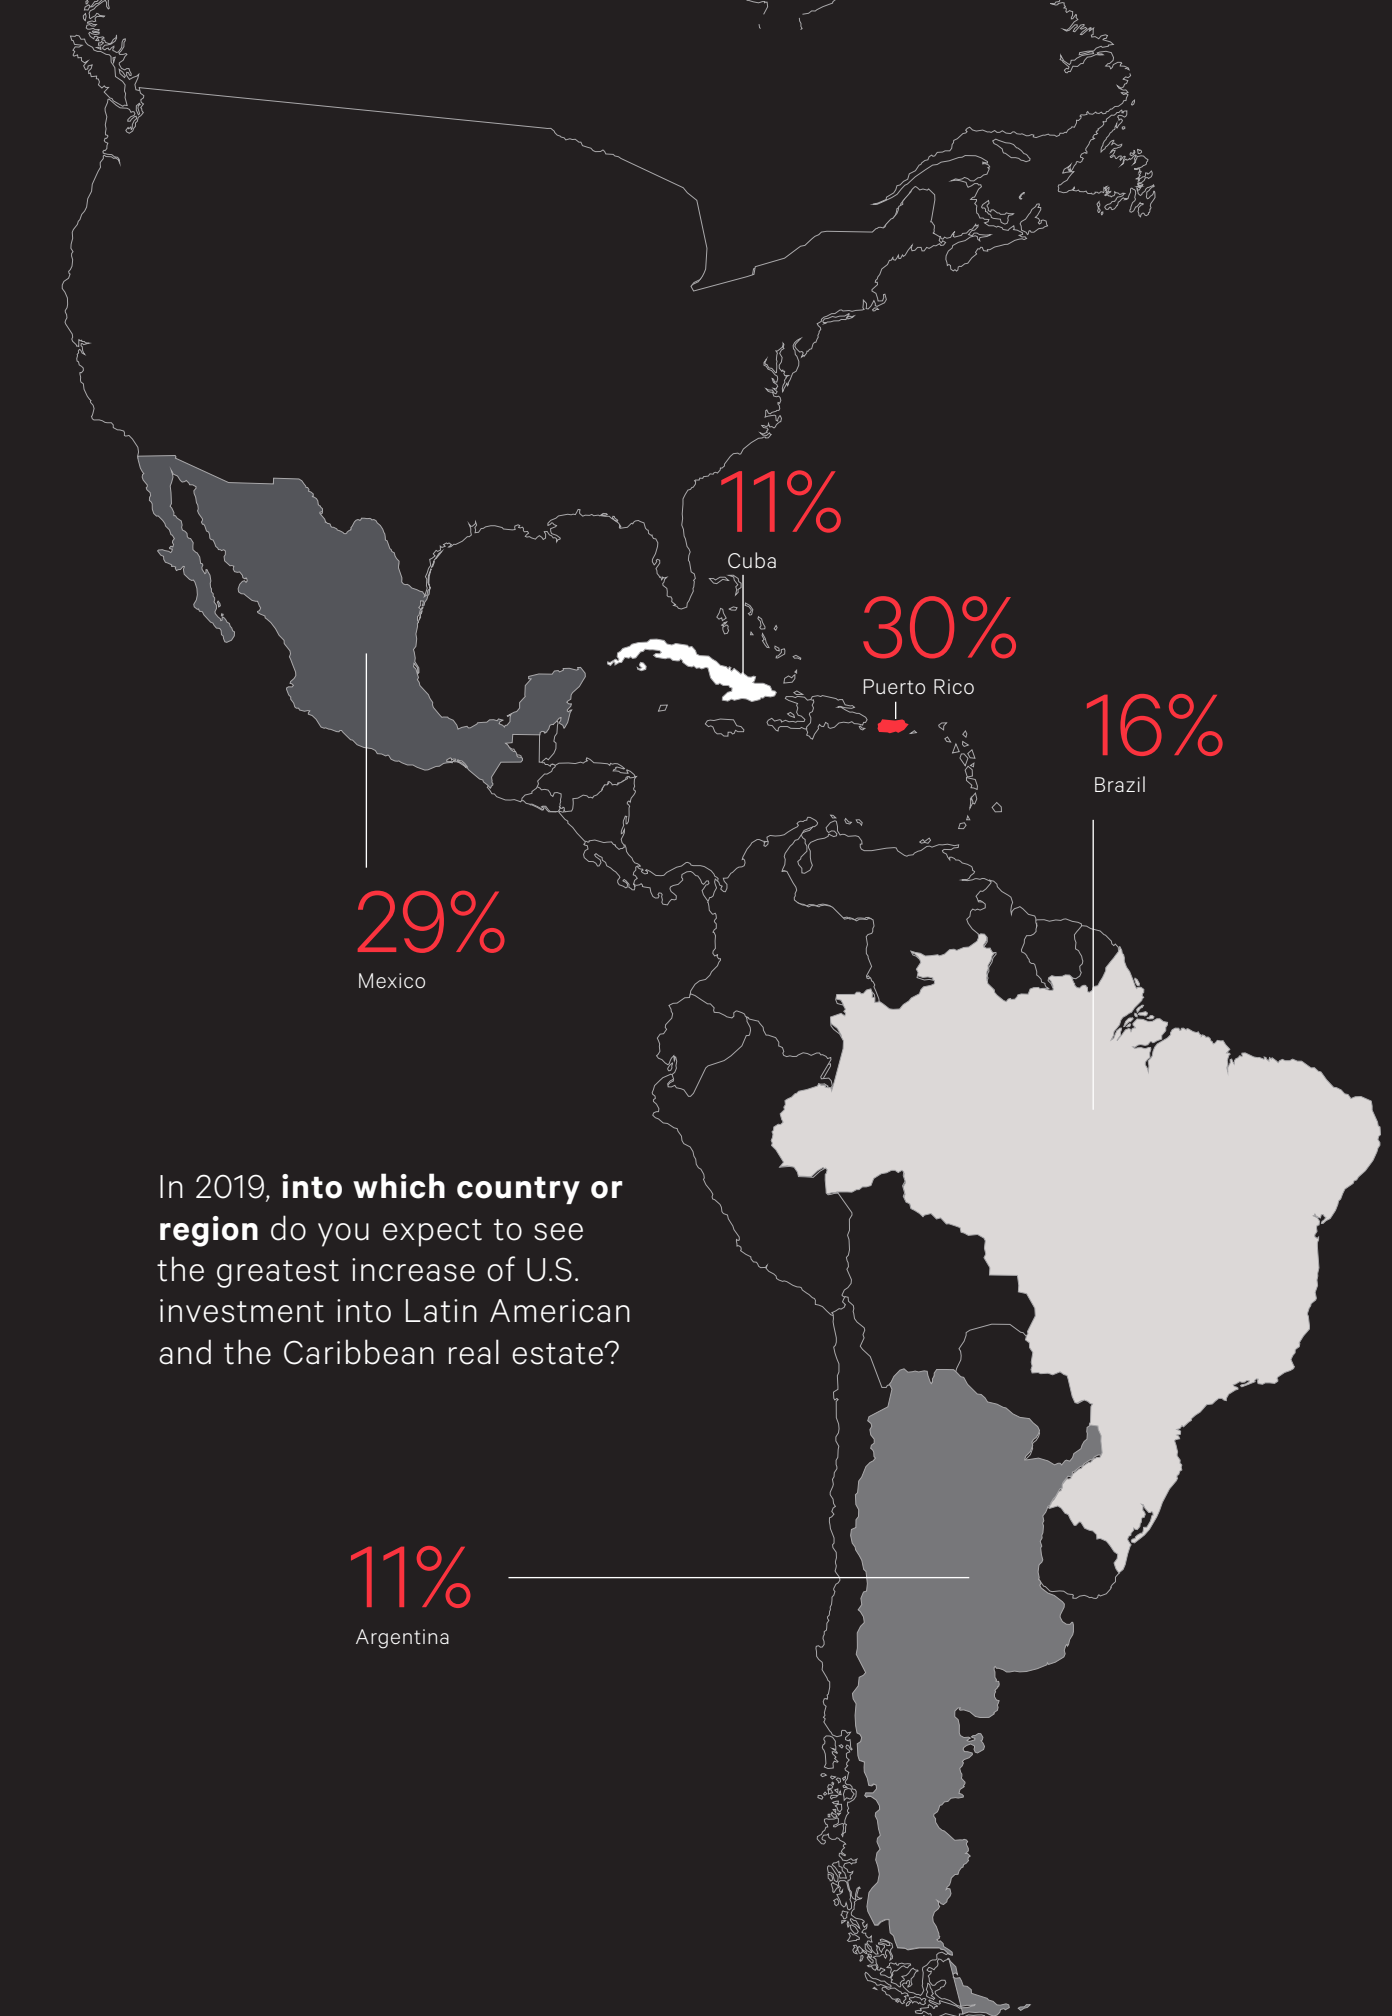 11%
Cuba
30%
Puerto Rico
16%
Brazil
29%
Mexico
In 2019, into which country or
region do you expect to see
the greatest increase of U.S.
investment into Latin American
and the Caribbean real estate?
11%
Argentina